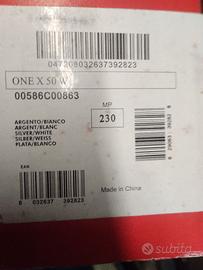 047208032637392823
ONE X 50 W
00586C00863
MP
230
ARGENTO/BIANCO
ARGENT/BLANC
SILVER/WHITE
SILBER/WEISS
PLATA/BLANCO
EAN
8 032637 392823
Made in China
subito